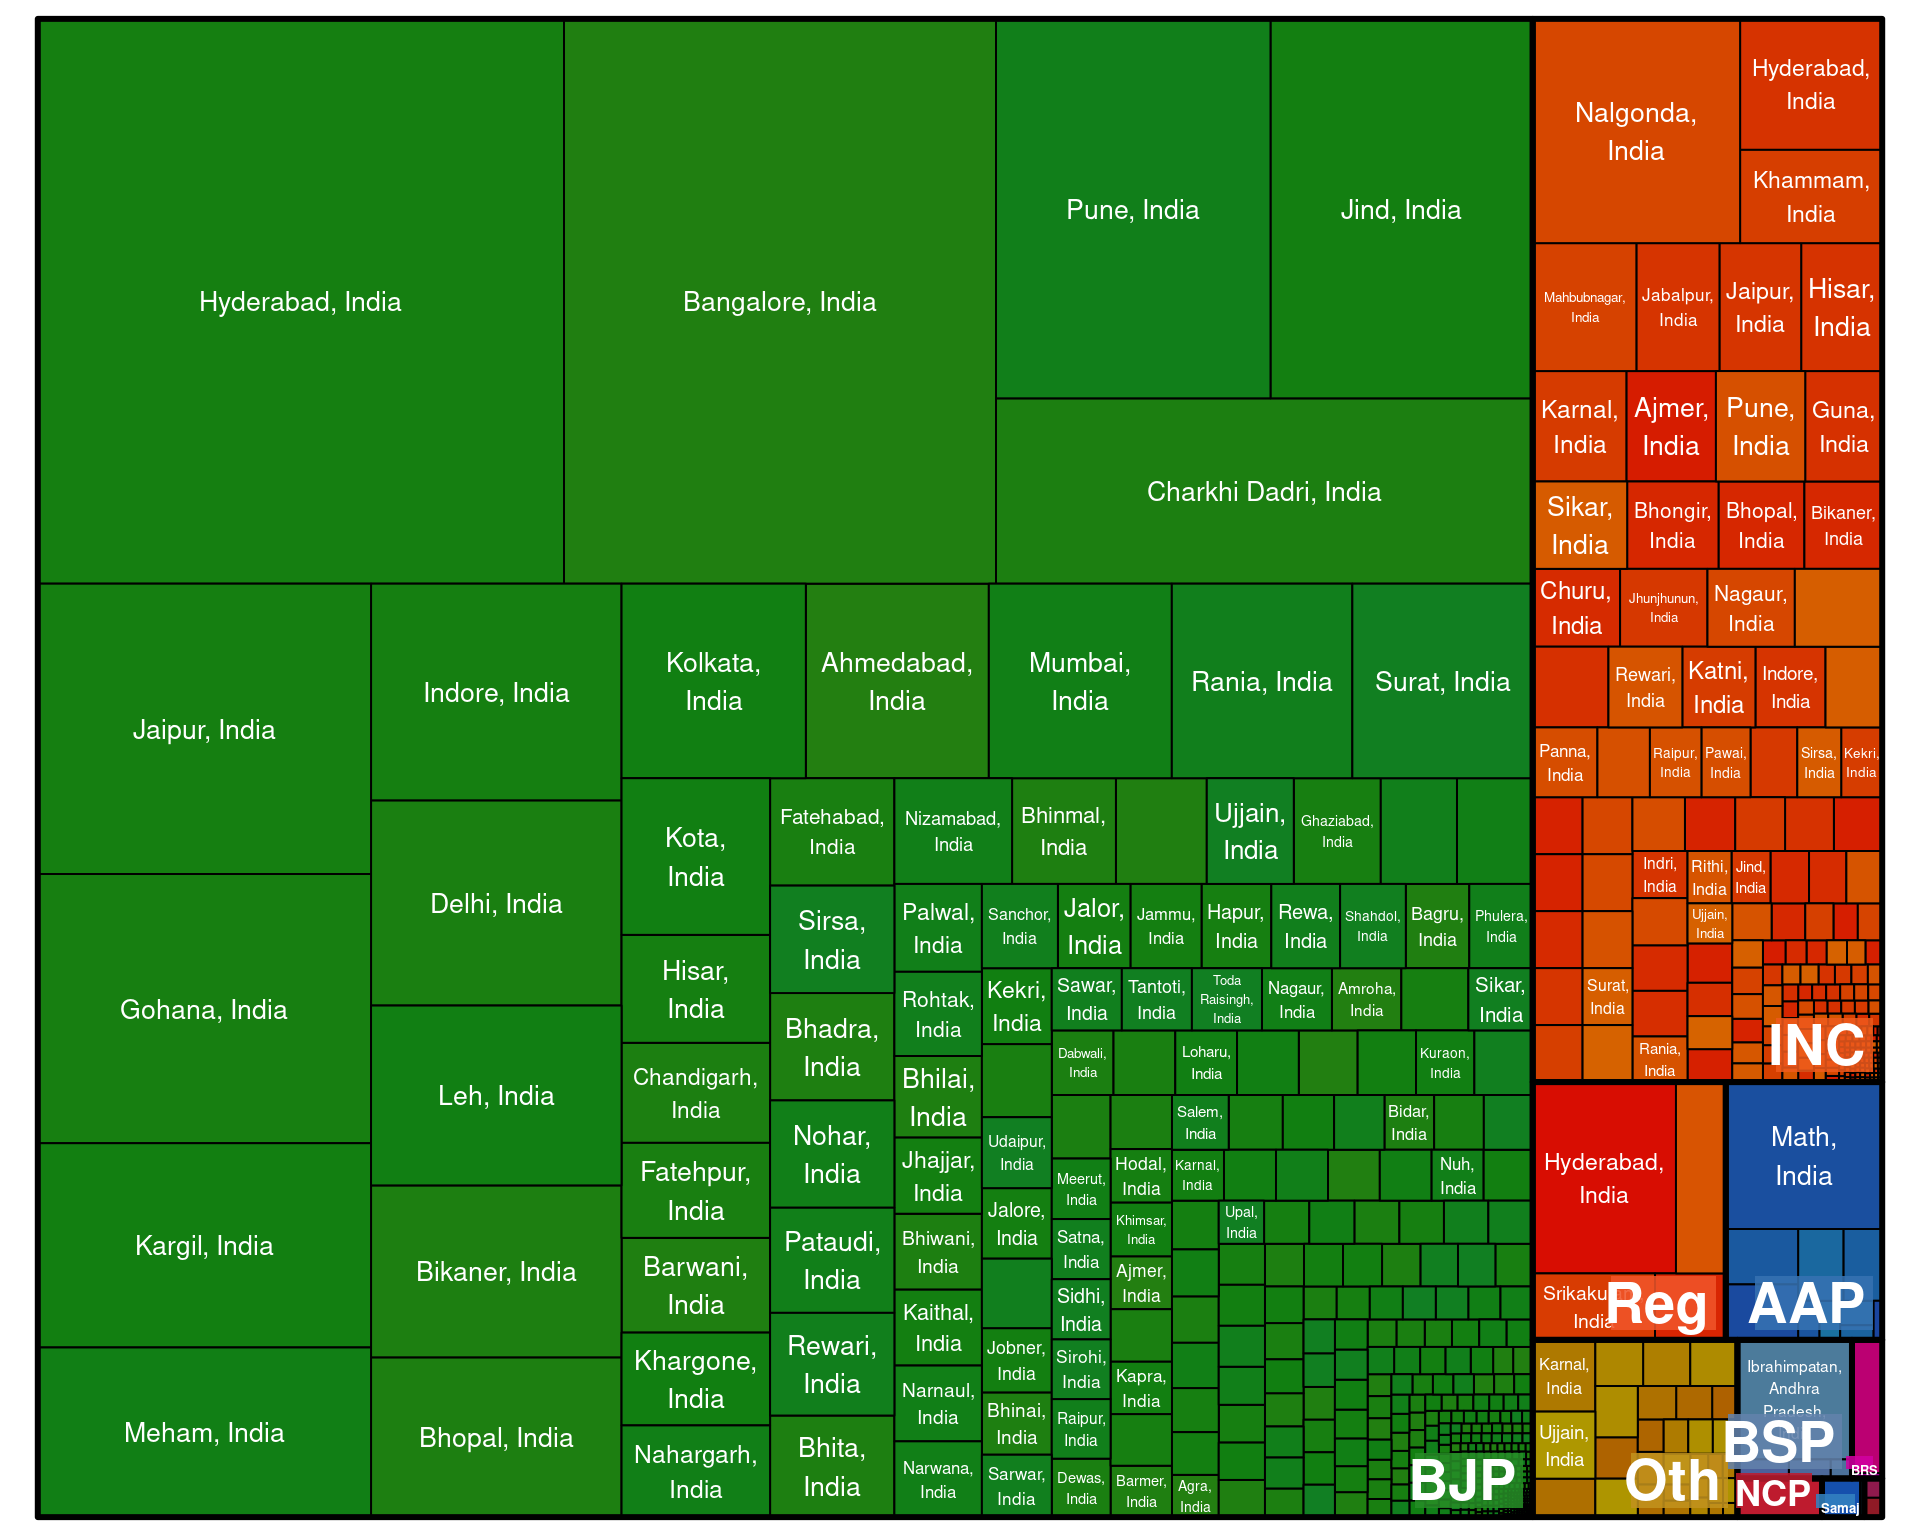 Hyderabad, India
Bangalore, India
Pune, India
Jind, India
Charkhi Dadri, India
Jaipur, India
Gohana, India
Kargil, India
Meham, India
Indore, India
Delhi, India
Leh, India
Bikaner, India
Bhopal, India
Kolkata,
India
Ahmedabad,
India
Mumbai,
India
Rania, India
Surat, India
Kota,
India
Hisar,
India
Chandigarh,
India
Fatehpur,
India
Barwani,
India
Khargone,
India
Nahargarh,
India
Fatehabad,
India
Sirsa,
India
Bhadra,
India
Nohar,
India
Pataudi,
India
Rewari,
India
Bhita,
India
Nizamabad,
India
Bhinmal,
India
Ujjain,
India
Ghaziabad,
India
Palwal,
India
Rohtak,
India
Bhilai,
India
Jhajjar,
India
Bhiwani,
India
Kaithal,
India
Narnaul,
India
Narwana,
India
Sanchor,
India
Jalor,
India
Jammu,
India
Hapur,
India
Rewa,
India
Shahdol,
India
Bagru,
India
Phulera,
India
Kekri,
India
Udaipur,
India
Jalore,
India
Jobner,
India
Bhinai,
India
Sarwar,
India
Sawar,
India
Tantoti,
India
Toda
Raisingh,
India
Nagaur,
India
Amroha,
India
Sikar,
India
Dabwali,
India
Loharu,
India
Kuraon,
India
Meerut,
India
Satna,
India
Sidhi,
India
Sirohi,
India
Raipur,
India
Dewas,
India
Hodal,
India
Khimsar,
India
Ajmer,
India
Kapra,
India
Barmer,
India
Salem,
India
Bidar,
India
Karnal,
India
Nuh,
India
Upal,
India
Agra,
India
BJP
Nalgonda,
India
Hyderabad,
India
Khammam,
India
Mahbubnagar,
India
Jabalpur,
India
Jaipur,
India
Hisar,
India
Karnal,
India
Ajmer,
India
Pune,
India
Guna,
India
Sikar,
India
Bhongir,
India
Bhopal,
India
Bikaner,
India
Churu,
India
Jhunjhunun,
India
Nagaur,
India
Rewari,
India
Katni,
India
Indore,
India
Panna,
India
Raipur,
India
Pawai,
India
Sirsa,
India
Kekri,
India
Indri,
India
Rithi,
India
Jind,
India
Ujjain,
India
Surat,
India
Rania,
India
INC
Hyderabad,
India
India
Reg
Math,
India
AAP
Karnal,
India
Ujjain,
India
Oth
Ibrahimpatan,
Andhra
Pradesh,
BSP
BRS
NCP
Samaj